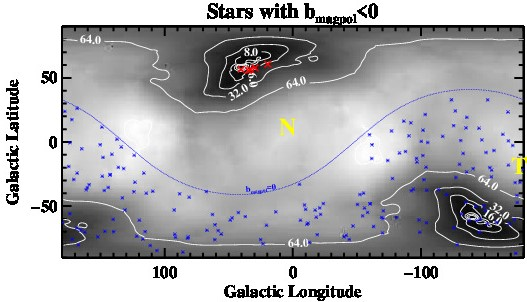 Stars with b_magpol<0
64.0
8.0
64.0
32.0
N
T
b_magpol=0
64.0
32.0
16.0
64.0
50
0
−50
100
0
−100
Galactic Latitude
Galactic Longitude